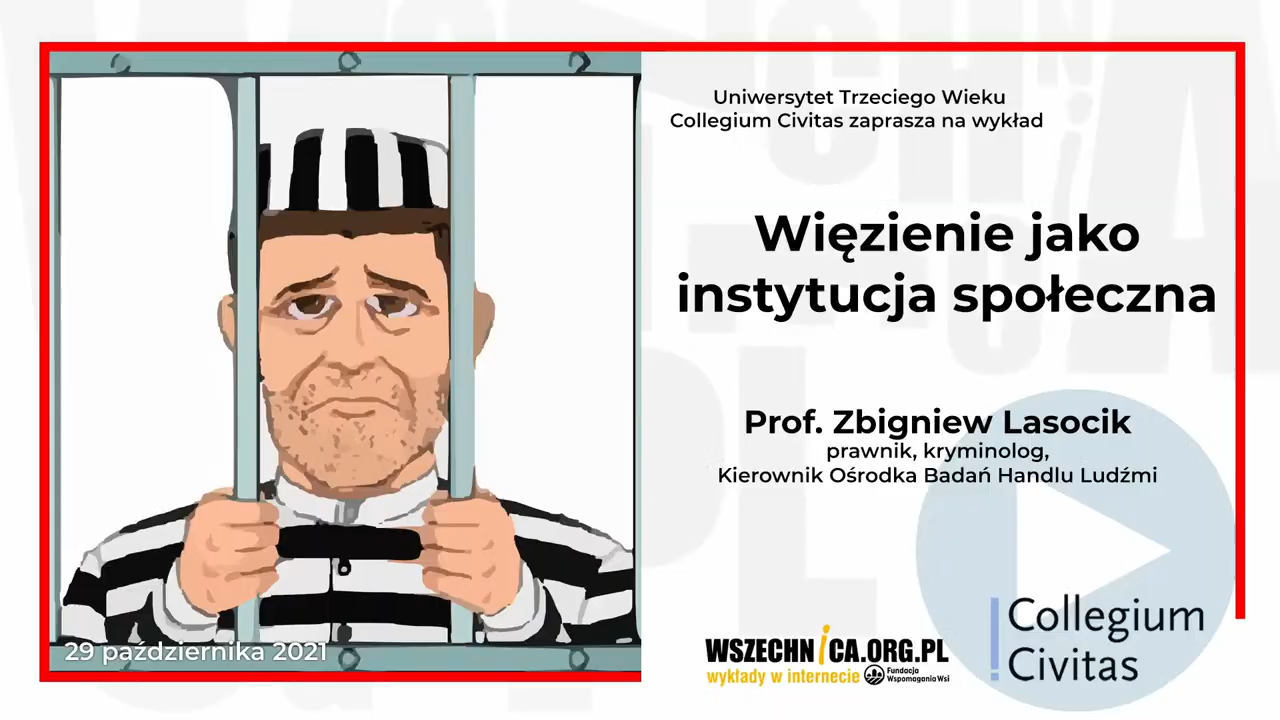 Uniwersytet Trzeciego Wieku
Collegium Civitas zaprasza na wykład
Więzienie jako
instytucja społeczna
Prof. Zbigniew Lasocik
prawnik, kryminolog,
Kierownik Ośrodka Badań Handlu Ludźmi
29 października 2021
WSZECHNICA.ORG.PL
wykłady w internecie
Fundacja
Wspomagania Wsi
Collegium
Civitas